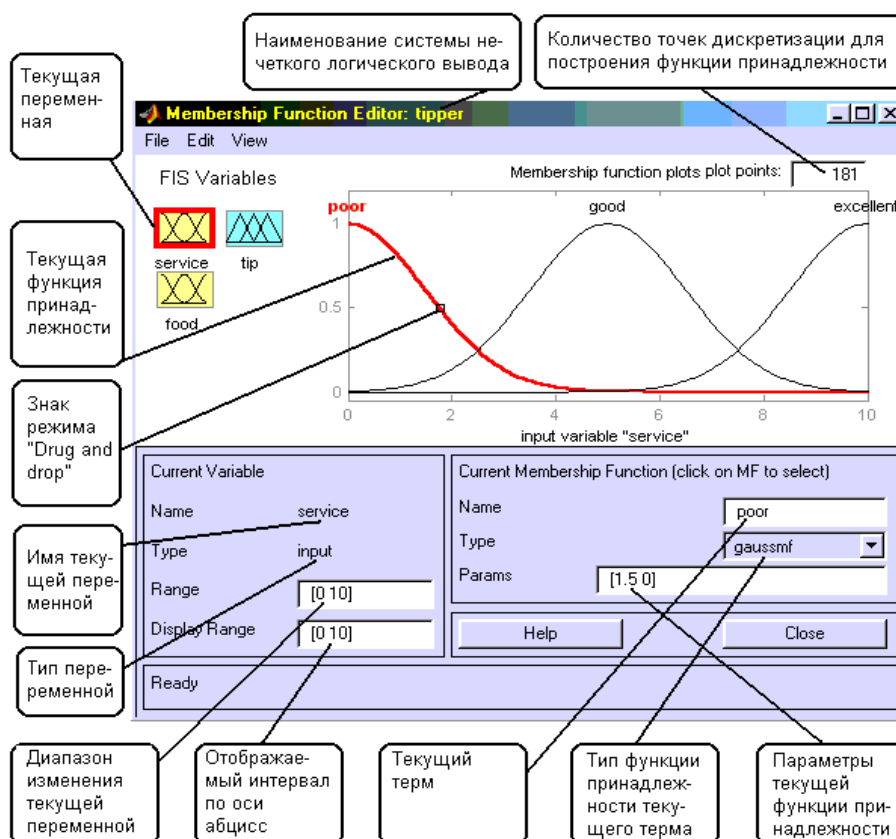 Наименование системы не-
четкого логического вывода
Количество точек дискретизации для
построения функции принадлежности
Текущая
перемен-
ная
Membership Function Editor: tipper
File Edit View
FIS Variables
Membership function plots plot points: 181
poor good excellent
service tip
food
1
0.5
0
0 2 4 6 8 10
input variable "service"
Текущая
функция
принад-
лежности
Знак
режима
"Drug and
drop"
Имя теку-
щей пере-
менной
Тип пере-
ременной
Current Variable
Name service
Type input
Range [0 10]
Display Range [0 10]
Current Membership Function (click on MF to select)
Name poor
Type gaussmf
Params [1.5 0]
Help Close
Ready
Диапазон
изменения
текущей
переменной
Отображае-
мый интервал
по оси
абцисс
Текущий
терм
Тип функции
принадлеж-
ности теку-
щего терма
Параметры
текущей
функции при-
надлежности